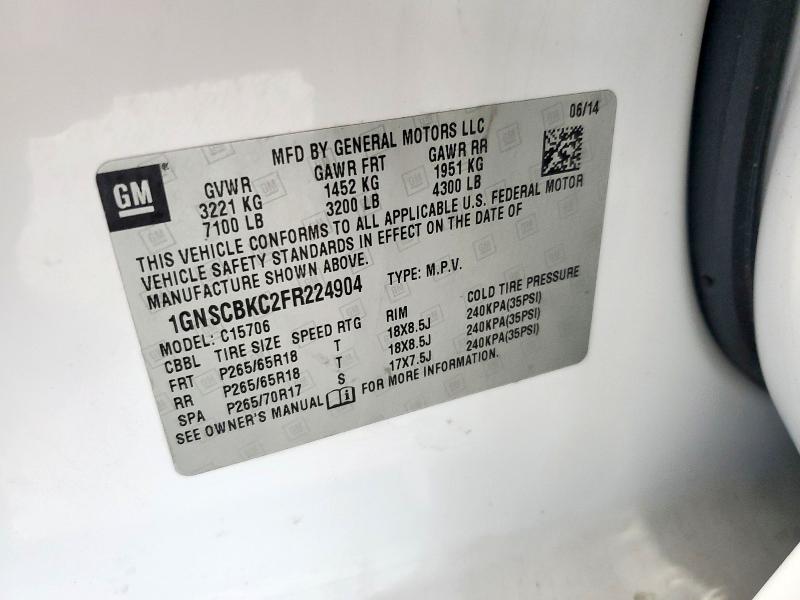 MFD BY GENERAL MOTORS LLC 06/14
GM
GVWR GAWR FRT GAWR RR
3221 KG 1452 KG 1951 KG
7100 LB 3200 LB 4300 LB
THIS VEHICLE CONFORMS TO ALL APPLICABLE U.S. FEDERAL MOTOR
VEHICLE SAFETY STANDARDS IN EFFECT ON THE DATE OF
MANUFACTURE SHOWN ABOVE.
1GNSCBKC2FR224904 TYPE: M.P.V.
MODEL: C15706
CBBL TIRE SIZE SPEED RTG RIM COLD TIRE PRESSURE
FRT P265/65R18 T 18X8.5J 240KPA(35PSI)
RR P265/65R18 T 18X8.5J 240KPA(35PSI)
SPA P265/70R17 S 17X7.5J 240KPA(35PSI)
SEE OWNER'S MANUAL FOR MORE INFORMATION.